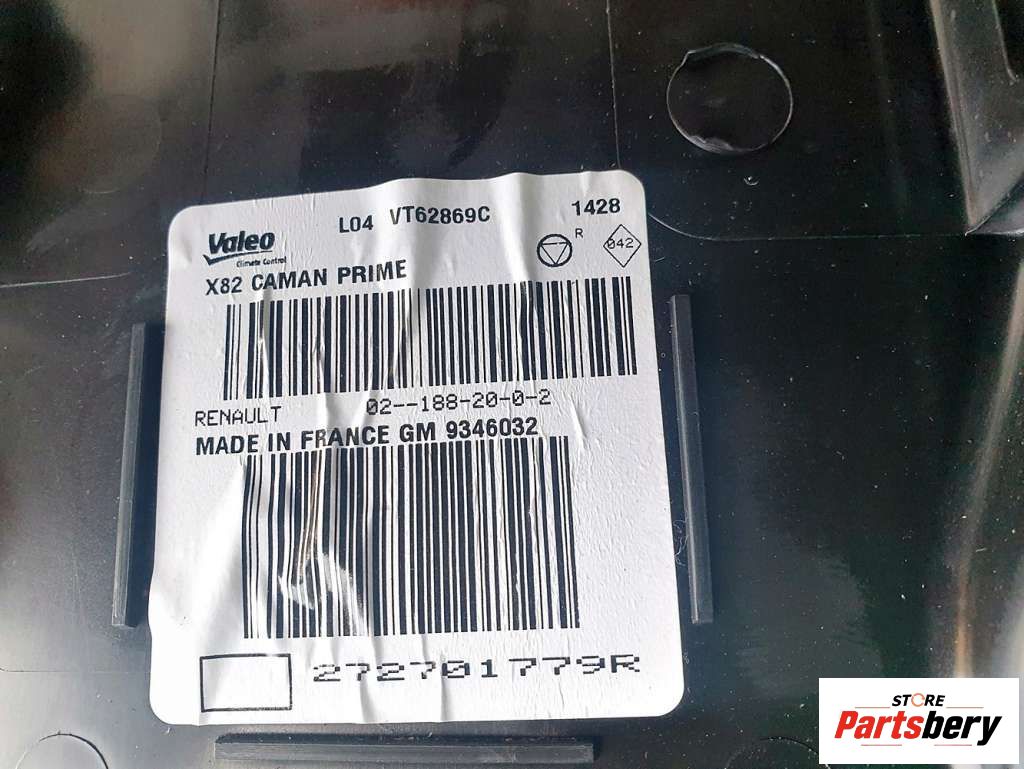 L04 VT62869C 1428
Valeo
Climate Control
R
042
X82 CAMAN PRIME
RENAULT 02--188-20-0-2
MADE IN FRANCE GM 9346032
272701779R
STORE
Partsbery